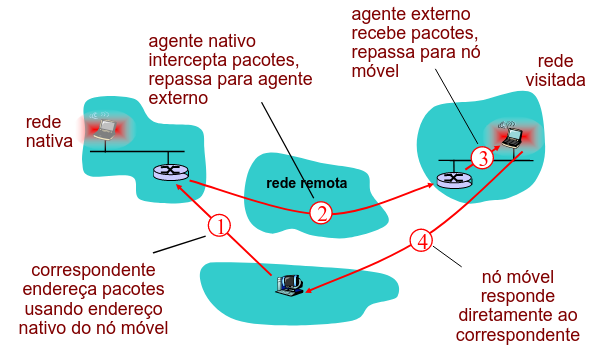 agente nativo
intercepta pacotes,
repassa para agente
externo
agente externo
recebe pacotes,
repassa para nó
móvel
rede
visitada
rede
nativa
rede remota
1
2
3
4
correspondente
endereça pacotes
usando endereço
nativo do nó móvel
nó móvel
responde
diretamente ao
correspondente